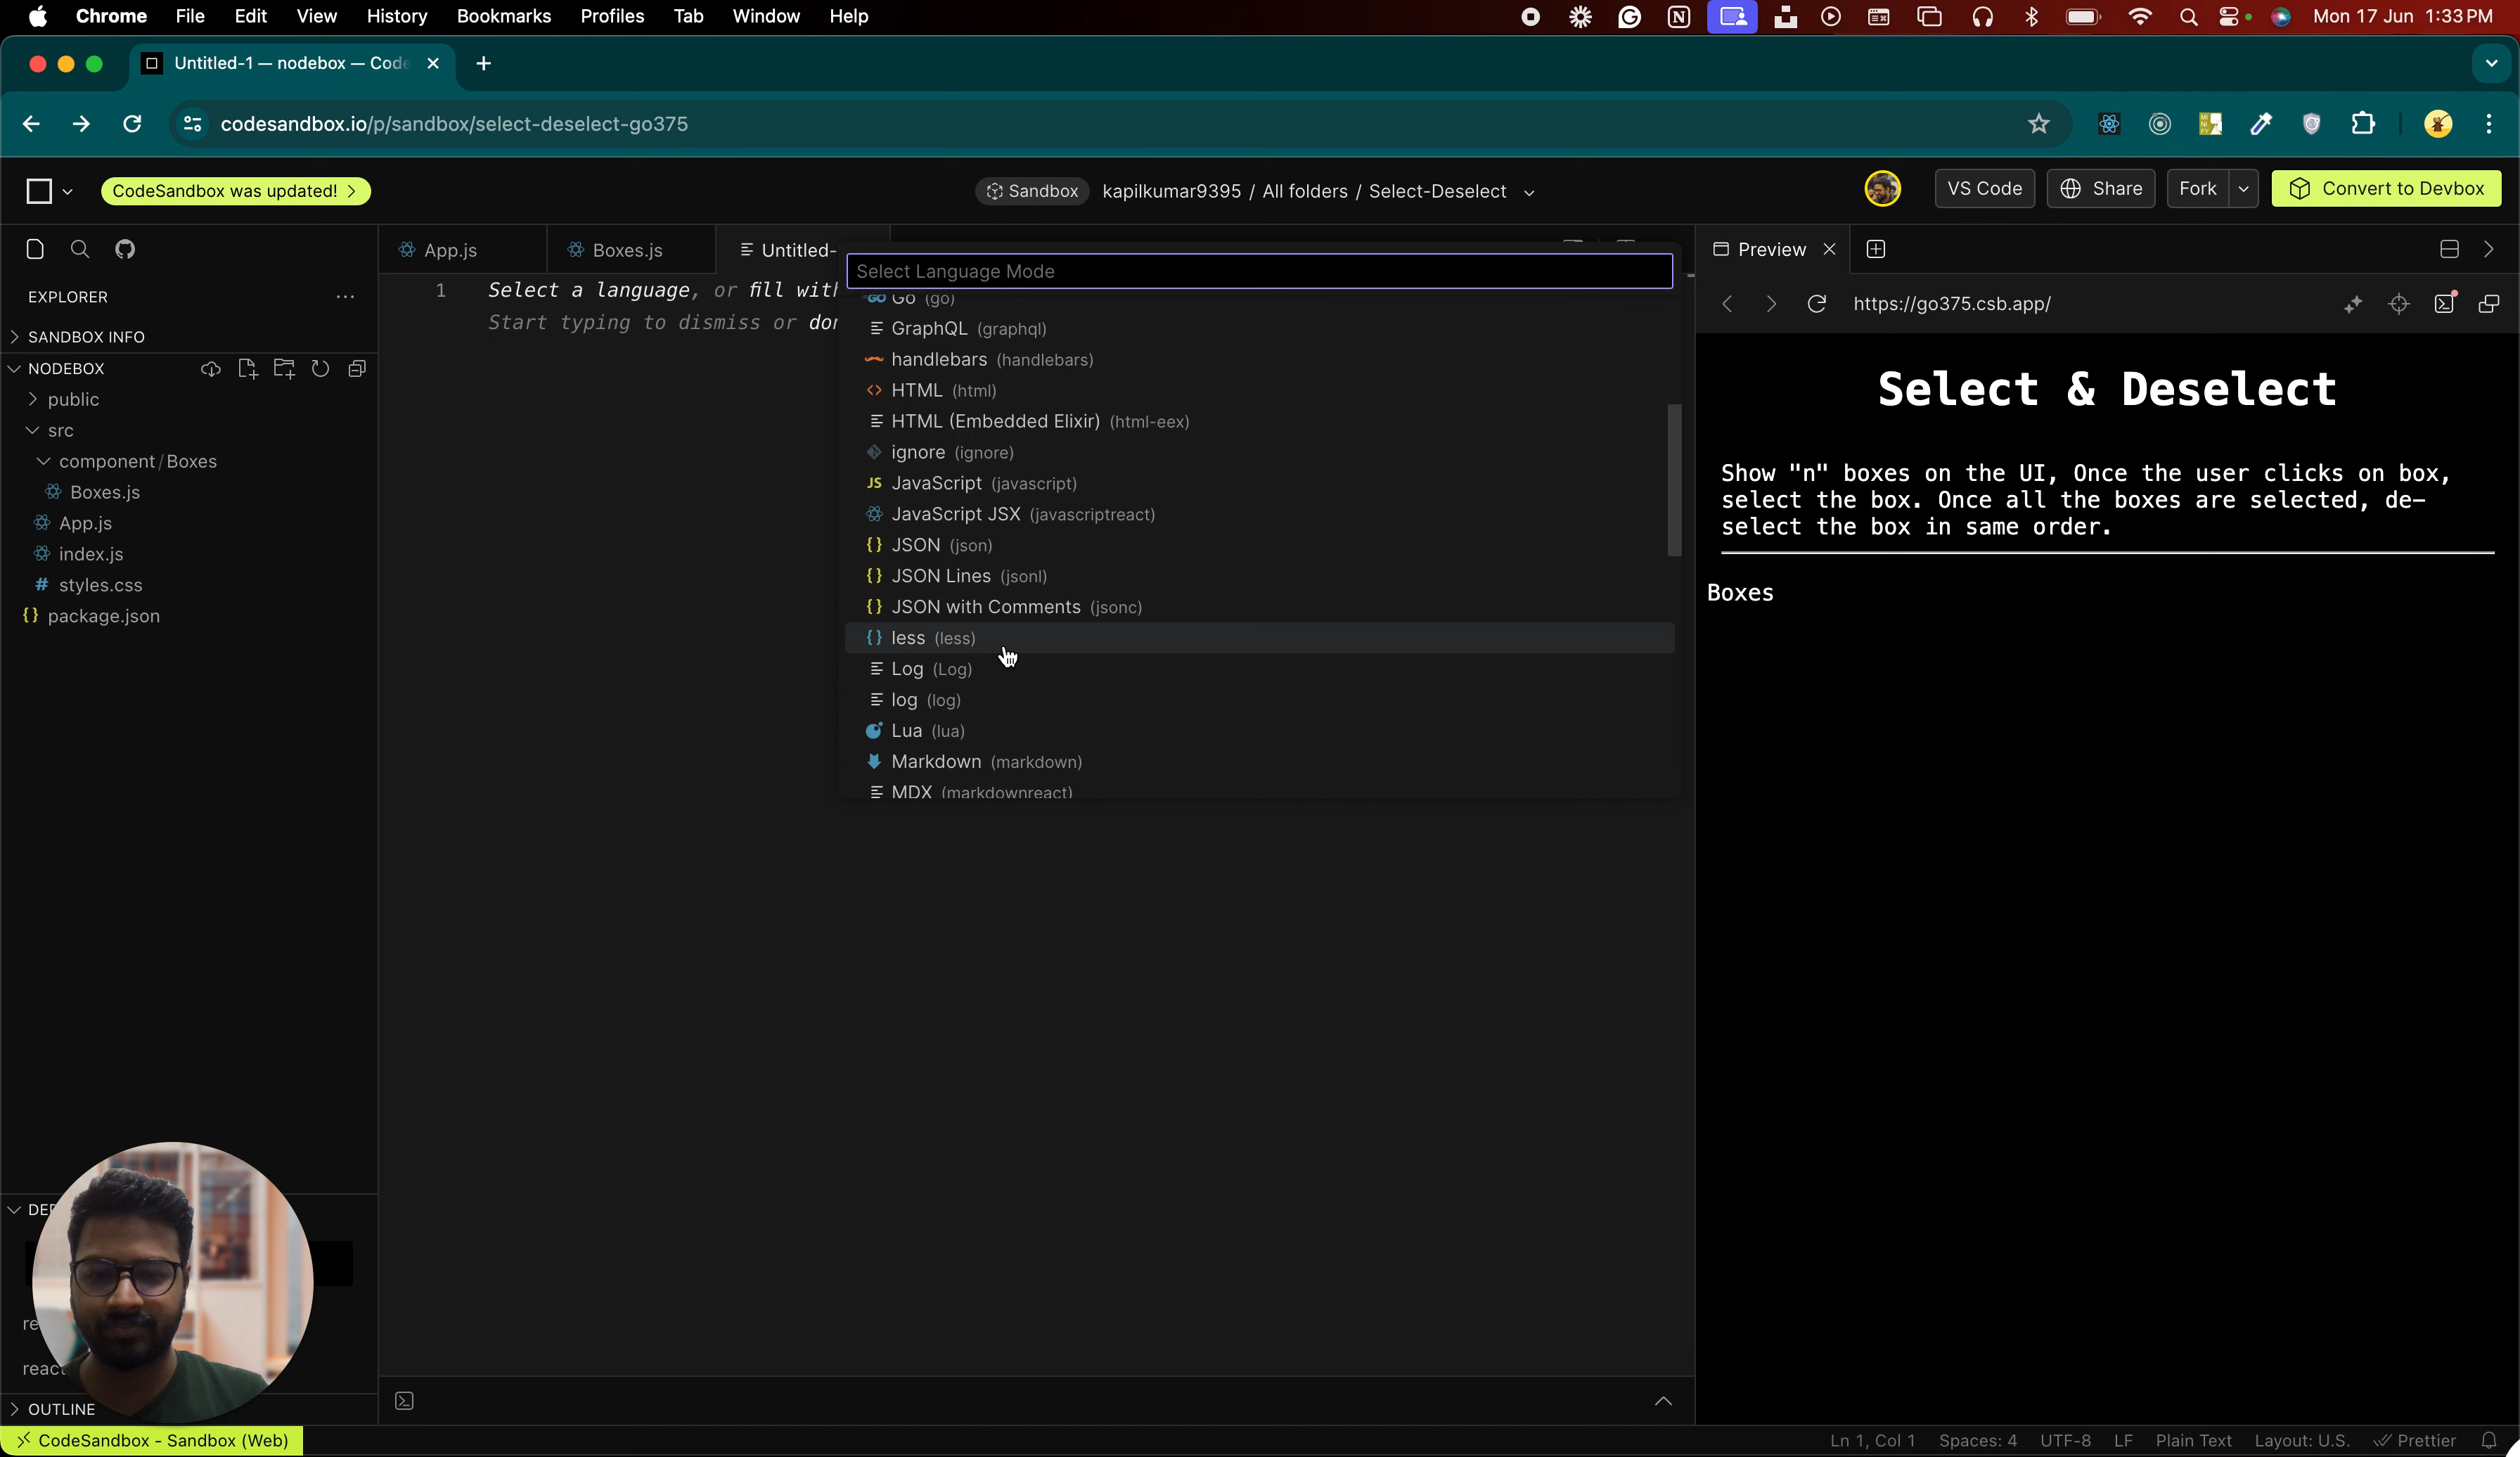 Chrome File Edit View History Bookmarks Profiles Tab Window Help
Mon 17 Jun 1:33 PM
Untitled-1 — nodebox — Code
codesandbox.io/p/sandbox/select-deselect-go375
CodeSandbox was updated!
Sandbox kapilkumar9395 / All folders / Select-Deselect
VS Code Share Fork Convert to Devbox
App.js Boxes.js Untitled-
Preview
EXPLORER
SANDBOX INFO
NODEBOX
public
src
component / Boxes
Boxes.js
App.js
index.js
styles.css
package.json
OUTLINE
CodeSandbox - Sandbox (Web)
1 Select a language, or fill with
Start typing to dismiss or
Select Language Mode
Go (go)
GraphQL (graphql)
handlebars (handlebars)
HTML (html)
HTML (Embedded Elixir) (html-eex)
ignore (ignore)
JS JavaScript (javascript)
JavaScript JSX (javascriptreact)
{} JSON (json)
{} JSON Lines (jsonl)
{} JSON with Comments (jsonc)
{} less (less)
Log (Log)
log (log)
Lua (lua)
Markdown (markdown)
MDX (markdownreact)
https://go375.csb.app/
Select & Deselect
Show "n" boxes on the UI, Once the user clicks on box,
select the box. Once all the boxes are selected, de-
select the box in same order.
Boxes
Ln 1, Col 1 Spaces: 4 UTF-8 LF Plain Text Layout: U.S. Prettier